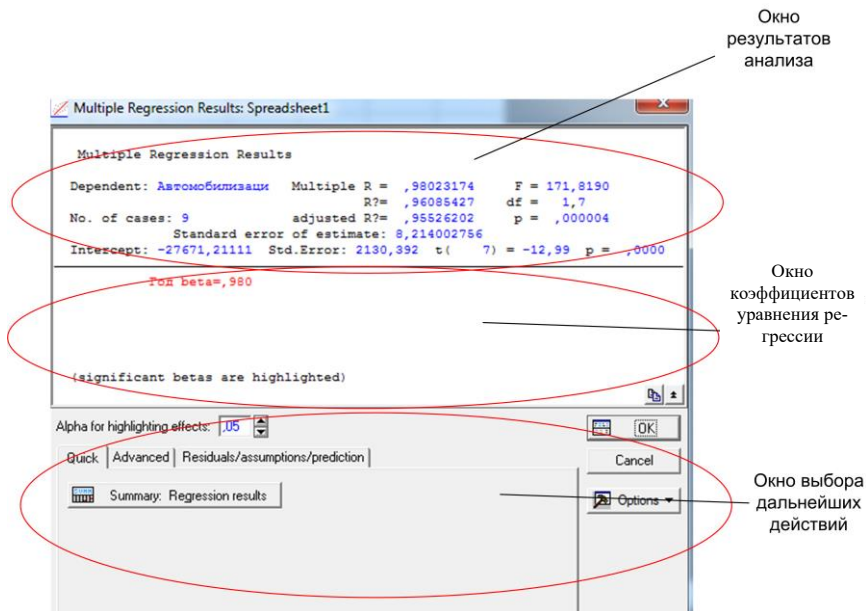 Окно
результатов
анализа
Multiple Regression Results: Spreadsheet1
Multiple Regression Results
Dependent: Автомобилизаци Multiple R = ,98023174 F = 171,8190
R?= ,96085427 df = 1,7
No. of cases: 9 adjusted R?= ,95526202 p = ,000004
Standard error of estimate: 8,214002756
Intercept: -27671,21111 Std.Error: 2130,392 t( 7) = -12,99 p = ,0000
Год beta=,980
(significant betas are highlighted)
Окно
коэффициентов
уравнения ре-
грессии
Alpha for highlighting effects: ,05
OK
Quick Advanced Residuals/assumptions/prediction
Cancel
Summary: Regression results
Options
Окно выбора
дальнейших
действий